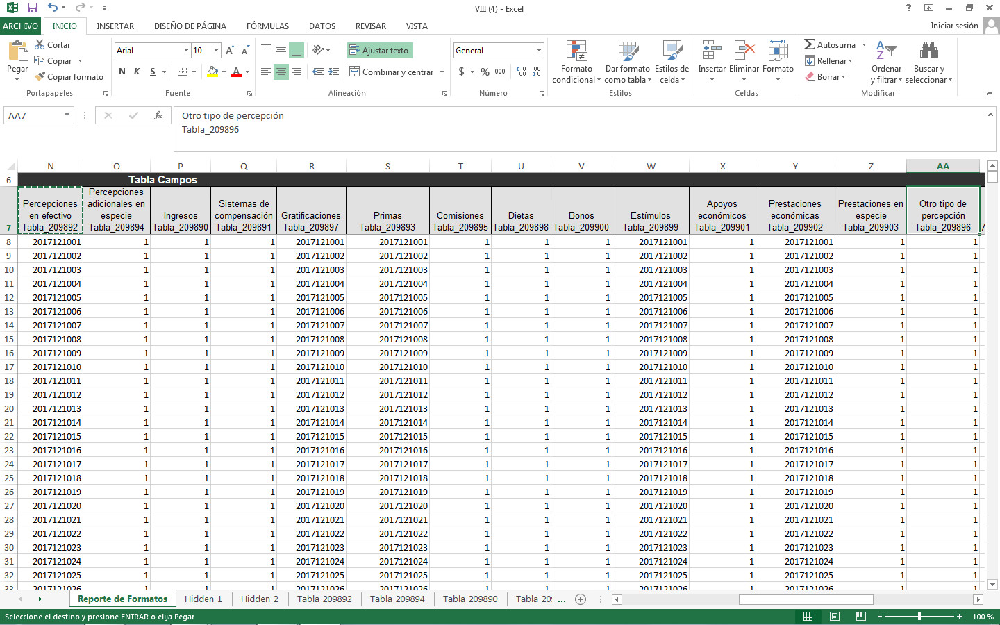 VIII (4) - Excel
ARCHIVO INICIO INSERTAR DISEÑO DE PÁGINA FÓRMULAS DATOS REVISAR VISTA Iniciar sesión
Pegar Cortar Copiar Copiar formato
Arial 10 A A N K S A
Ajustar texto Combinar y centrar
General $ % 000
Formato condicional Dar formato como tabla Estilos de celda
Insertar Eliminar Formato
Autosuma Rellenar Borrar Ordenar y filtrar Buscar y seleccionar
Portapapeles Fuente Alineación Número Estilos Celdas Modificar
AA7 fx Otro tipo de percepción
Tabla_209896
N O P Q R S T U V W X Y Z AA
6 Tabla Campos
7 Percepciones en efectivo Tabla_209892 Percepciones adicionales en especie Tabla_209894 Ingresos Tabla_209890 Sistemas de compensación Tabla_209891 Gratificaciones Tabla_209897 Primas Tabla_209893 Comisiones Tabla_209895 Dietas Tabla_209898 Bonos Tabla_209900 Estímulos Tabla_209899 Apoyos económicos Tabla_209901 Prestaciones económicas Tabla_209902 Prestaciones en especie Tabla_209903 Otro tipo de percepción Tabla_209896
8 2017121001 1 1 1 2017121001 2017121001 1 1 1 2017121001 1 2017121001 1 1
9 2017121002 1 1 1 2017121002 2017121002 1 1 1 2017121002 1 2017121002 1 1
10 2017121003 1 1 1 2017121003 2017121003 1 1 1 2017121003 1 2017121003 1 1
11 2017121004 1 1 1 2017121004 2017121004 1 1 1 2017121004 1 2017121004 1 1
12 2017121005 1 1 1 2017121005 2017121005 1 1 1 2017121005 1 2017121005 1 1
13 2017121006 1 1 1 2017121006 2017121006 1 1 1 2017121006 1 2017121006 1 1
14 2017121007 1 1 1 2017121007 2017121007 1 1 1 2017121007 1 2017121007 1 1
15 2017121008 1 1 1 2017121008 2017121008 1 1 1 2017121008 1 2017121008 1 1
16 2017121009 1 1 1 2017121009 2017121009 1 1 1 2017121009 1 2017121009 1 1
17 2017121010 1 1 1 2017121010 2017121010 1 1 1 2017121010 1 2017121010 1 1
18 2017121011 1 1 1 2017121011 2017121011 1 1 1 2017121011 1 2017121011 1 1
19 2017121012 1 1 1 2017121012 2017121012 1 1 1 2017121012 1 2017121012 1 1
20 2017121013 1 1 1 2017121013 2017121013 1 1 1 2017121013 1 2017121013 1 1
21 2017121014 1 1 1 2017121014 2017121014 1 1 1 2017121014 1 2017121014 1 1
22 2017121015 1 1 1 2017121015 2017121015 1 1 1 2017121015 1 2017121015 1 1
23 2017121016 1 1 1 2017121016 2017121016 1 1 1 2017121016 1 2017121016 1 1
24 2017121017 1 1 1 2017121017 2017121017 1 1 1 2017121017 1 2017121017 1 1
25 2017121018 1 1 1 2017121018 2017121018 1 1 1 2017121018 1 2017121018 1 1
26 2017121019 1 1 1 2017121019 2017121019 1 1 1 2017121019 1 2017121019 1 1
27 2017121020 1 1 1 2017121020 2017121020 1 1 1 2017121020 1 2017121020 1 1
28 2017121021 1 1 1 2017121021 2017121021 1 1 1 2017121021 1 2017121021 1 1
29 2017121022 1 1 1 2017121022 2017121022 1 1 1 2017121022 1 2017121022 1 1
30 2017121023 1 1 1 2017121023 2017121023 1 1 1 2017121023 1 2017121023 1 1
31 2017121024 1 1 1 2017121024 2017121024 1 1 1 2017121024 1 2017121024 1 1
32 2017121025 1 1 1 2017121025 2017121025 1 1 1 2017121025 1 2017121025 1 1
Reporte de Formatos Hidden_1 Hidden_2 Tabla_209892 Tabla_209894 Tabla_209890 Tabla_20 ...
Seleccione el destino y presione ENTRAR o elija Pegar 100 %